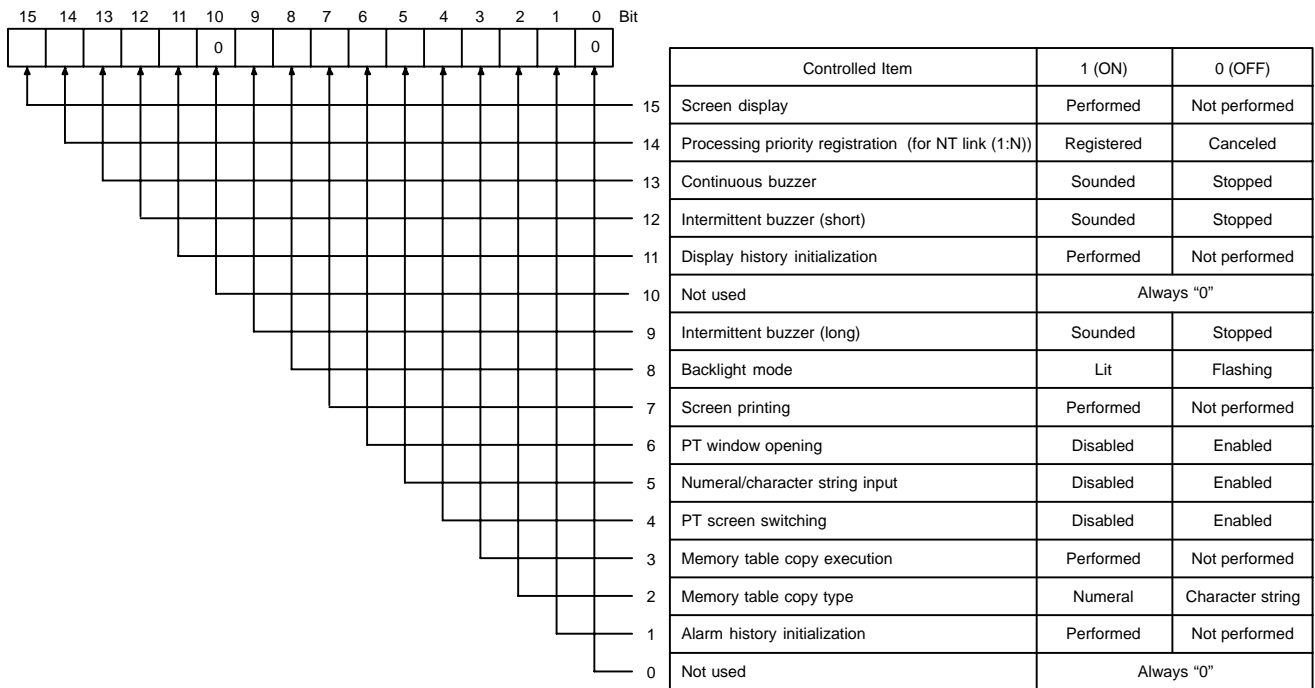 15 14 13 12 11 10 9 8 7 6 5 4 3 2 1 0 Bit
0 0
Controlled Item 1 (ON) 0 (OFF)
15 Screen display Performed Not performed
14 Processing priority registration (for NT link (1:N)) Registered Canceled
13 Continuous buzzer Sounded Stopped
12 Intermittent buzzer (short) Sounded Stopped
11 Display history initialization Performed Not performed
10 Not used Always “0”
9 Intermittent buzzer (long) Sounded Stopped
8 Backlight mode Lit Flashing
7 Screen printing Performed Not performed
6 PT window opening Disabled Enabled
5 Numeral/character string input Disabled Enabled
4 PT screen switching Disabled Enabled
3 Memory table copy execution Performed Not performed
2 Memory table copy type Numeral Character string
1 Alarm history initialization Performed Not performed
0 Not used Always “0”